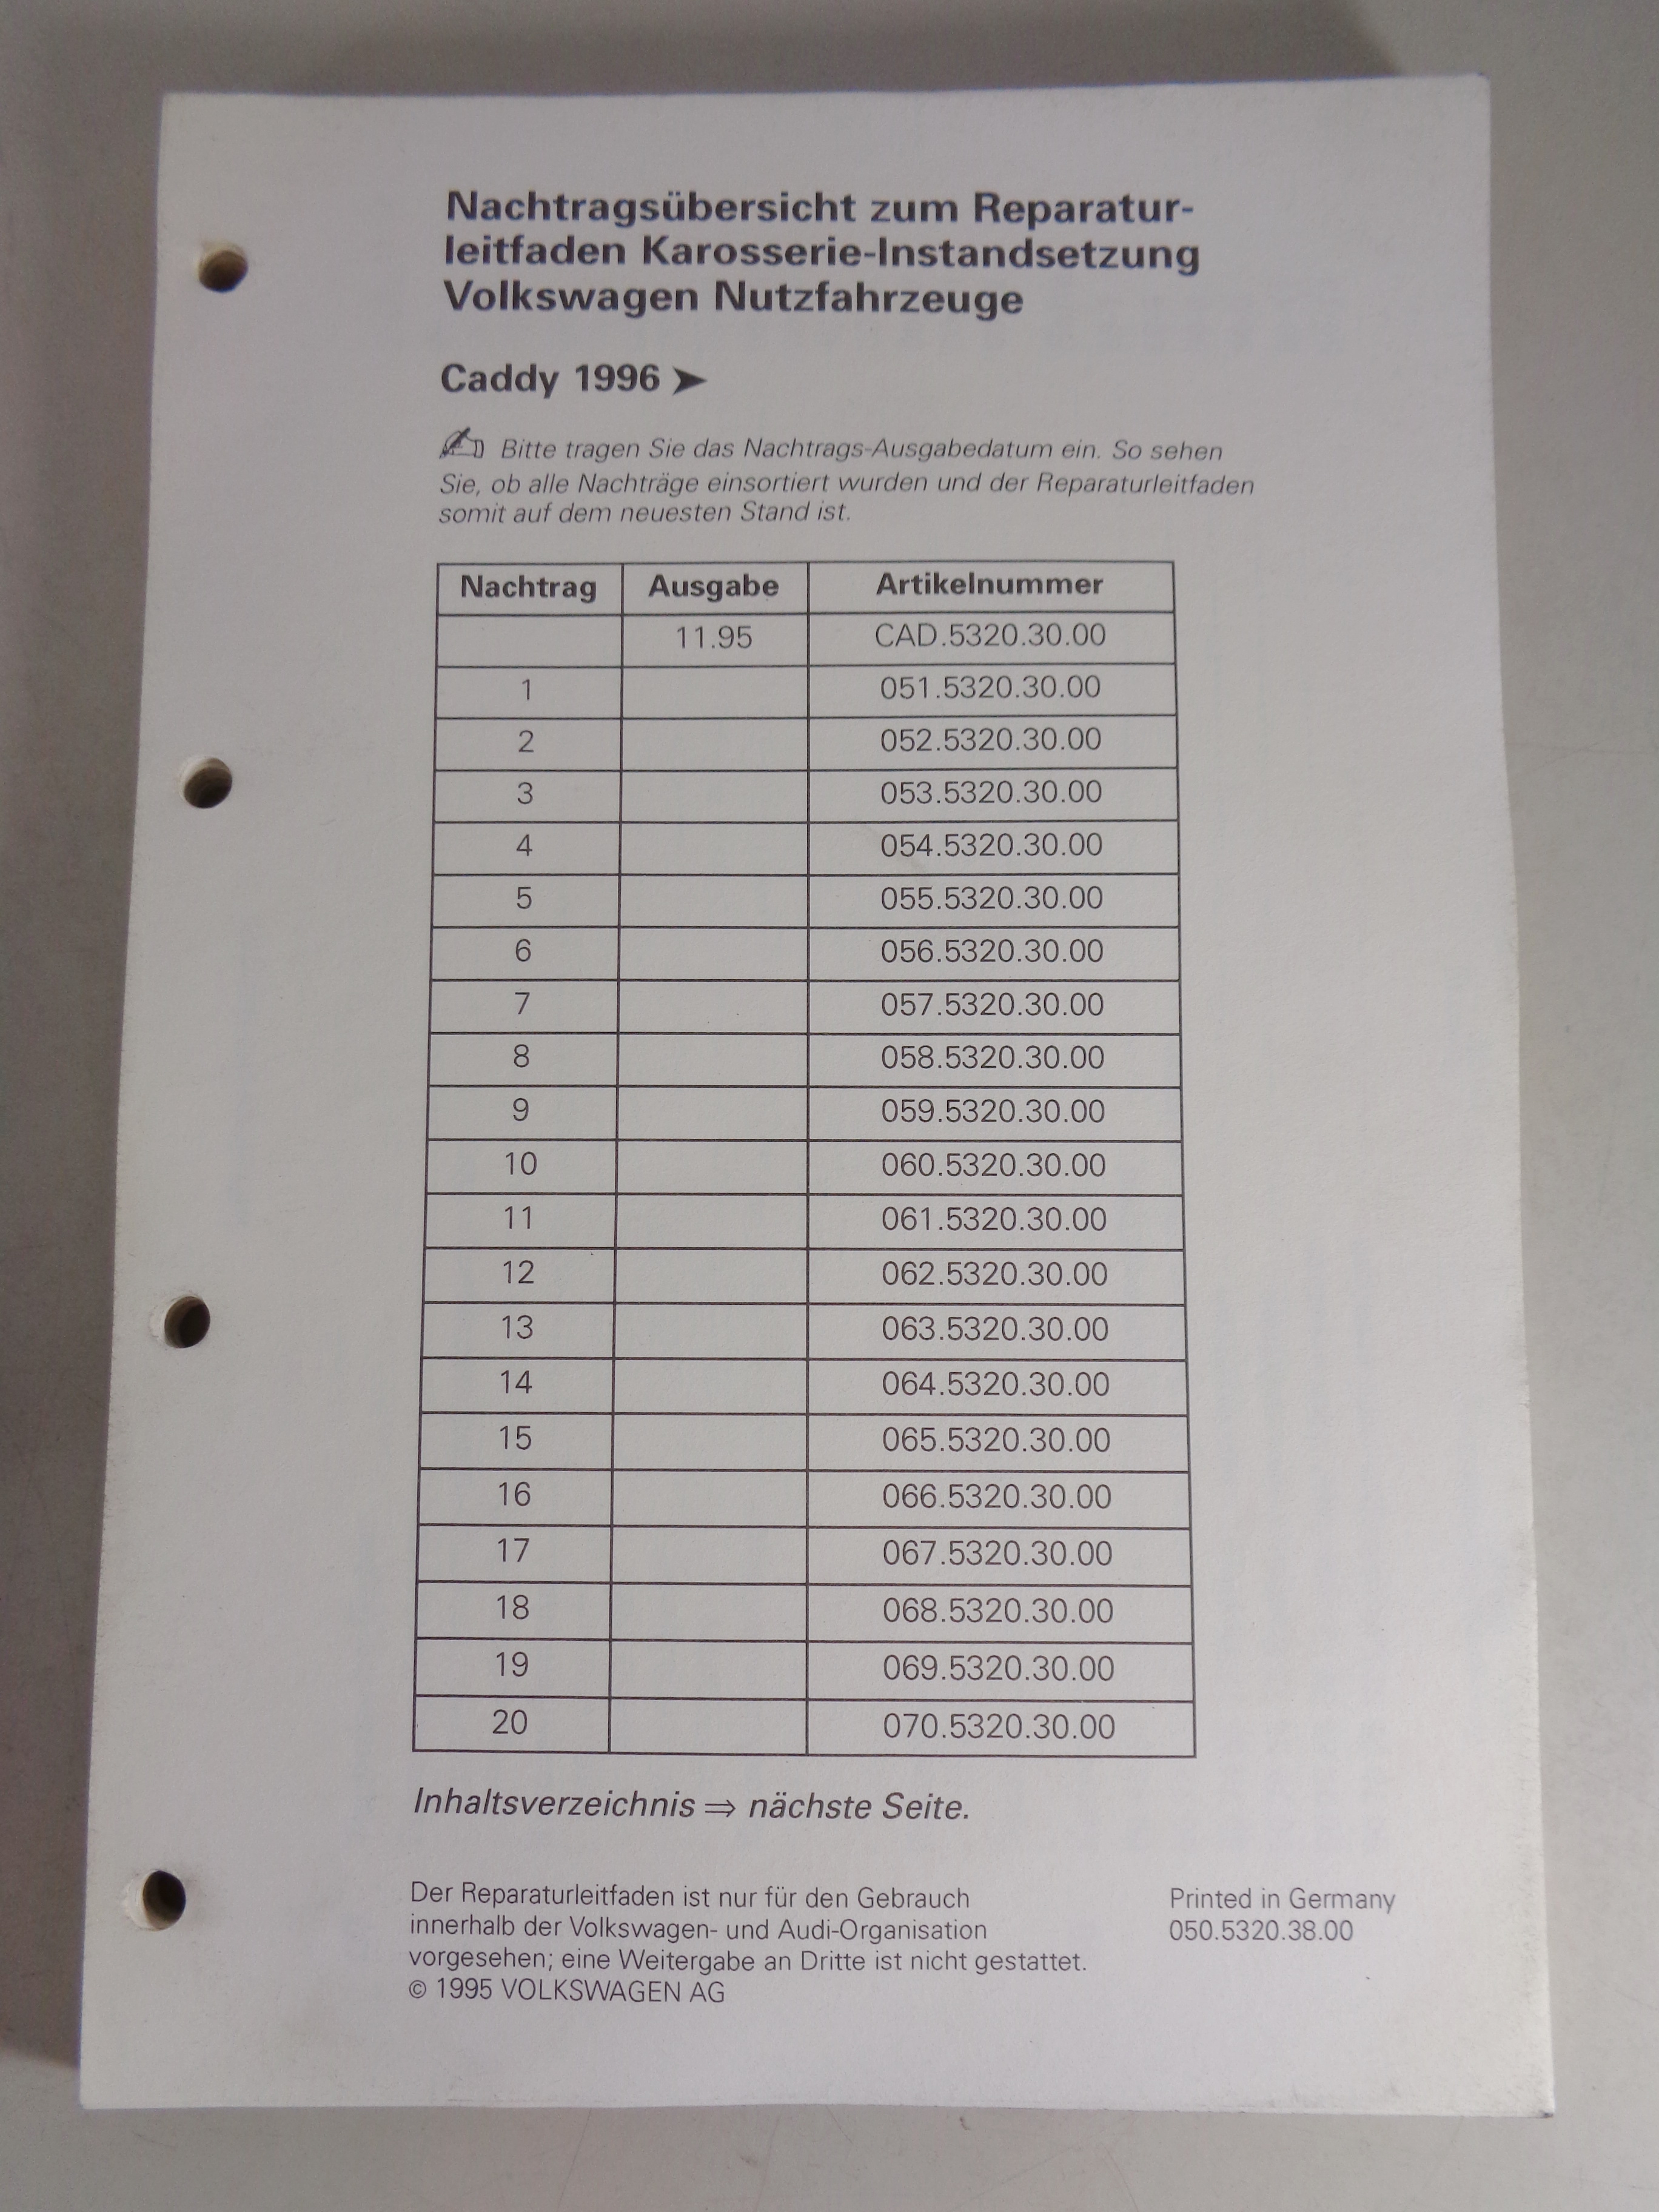 Nachtragsübersicht zum Reparatur-
leitfaden Karosserie-Instandsetzung
Volkswagen Nutzfahrzeuge
Caddy 1996 ➤
✍ Bitte tragen Sie das Nachtrags-Ausgabedatum ein. So sehen
Sie, ob alle Nachträge einsortiert wurden und der Reparaturleitfaden
somit auf dem neuesten Stand ist.
Nachtrag Ausgabe Artikelnummer
11.95 CAD.5320.30.00
1 051.5320.30.00
2 052.5320.30.00
3 053.5320.30.00
4 054.5320.30.00
5 055.5320.30.00
6 056.5320.30.00
7 057.5320.30.00
8 058.5320.30.00
9 059.5320.30.00
10 060.5320.30.00
11 061.5320.30.00
12 062.5320.30.00
13 063.5320.30.00
14 064.5320.30.00
15 065.5320.30.00
16 066.5320.30.00
17 067.5320.30.00
18 068.5320.30.00
19 069.5320.30.00
20 070.5320.30.00
Inhaltsverzeichnis ⇒ nächste Seite.
Der Reparaturleitfaden ist nur für den Gebrauch
innerhalb der Volkswagen- und Audi-Organisation
vorgesehen; eine Weitergabe an Dritte ist nicht gestattet.
© 1995 VOLKSWAGEN AG
Printed in Germany
050.5320.38.00